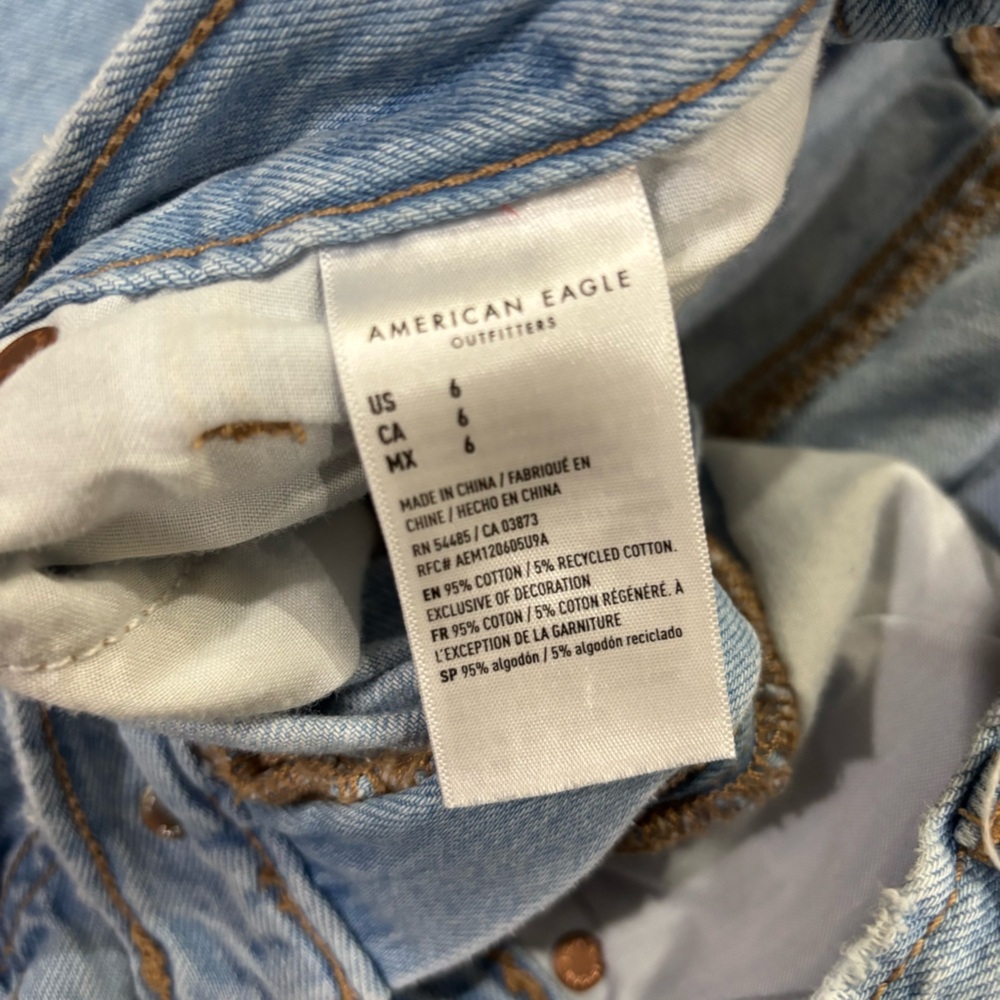 AMERICAN EAGLE
OUTFITTERS
US 6
CA 6
MX 6
MADE IN CHINA / FABRIQUÉ EN
CHINE / HECHO EN CHINA
RN 54485 / CA 03873
RFC# AEM120605U9A
EN 95% COTTON / 5% RECYCLED COTTON.
EXCLUSIVE OF DECORATION
FR 95% COTON / 5% COTON RÉGÉNÉRÉ. À
L'EXCEPTION DE LA GARNITURE
SP 95% algodón / 5% algodón reciclado